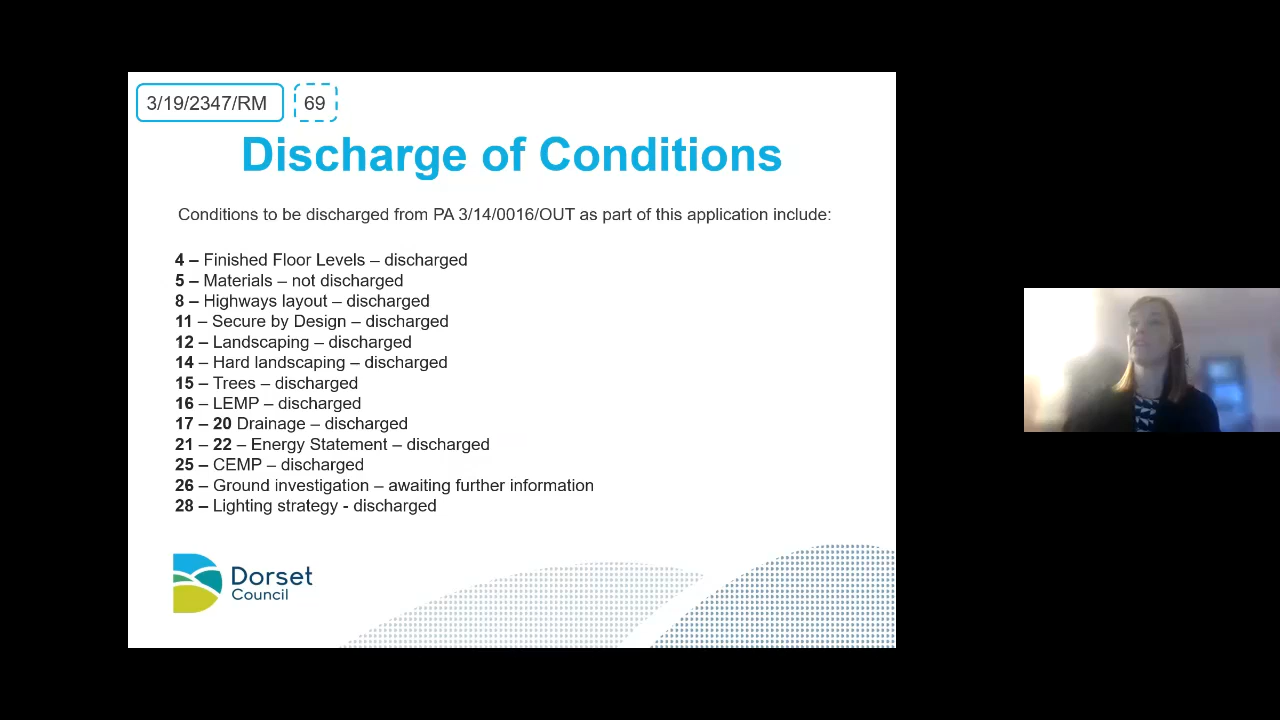 3/19/2347/RM 69
Discharge of Conditions
Conditions to be discharged from PA 3/14/0016/OUT as part of this application include:
4 – Finished Floor Levels – discharged
5 – Materials – not discharged
8 – Highways layout – discharged
11 – Secure by Design – discharged
12 – Landscaping – discharged
14 – Hard landscaping – discharged
15 – Trees – discharged
16 – LEMP – discharged
17 – 20 Drainage – discharged
21 – 22 – Energy Statement – discharged
25 – CEMP – discharged
26 – Ground investigation – awaiting further information
28 – Lighting strategy - discharged
Dorset
Council